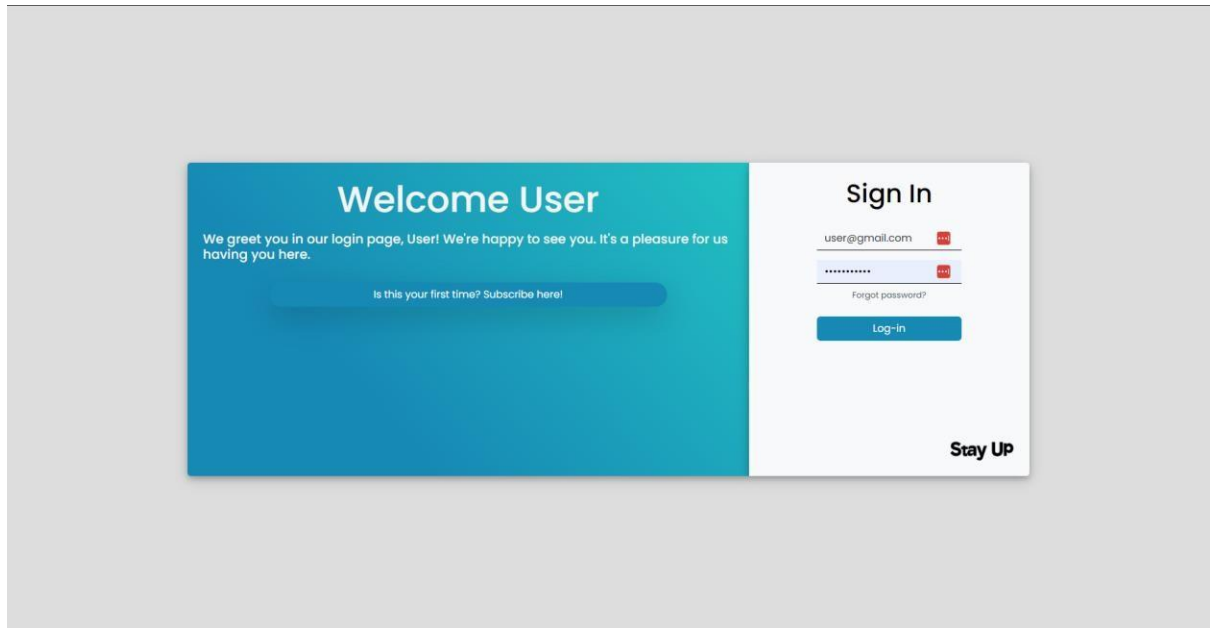 Welcome User
We greet you in our login page, User! We're happy to see you. It's a pleasure for us
having you here.
Is this your first time? Subscribe here!
Sign In
user@gmail.com
•••••••••••
Forgot password?
Log-in
Stay UP